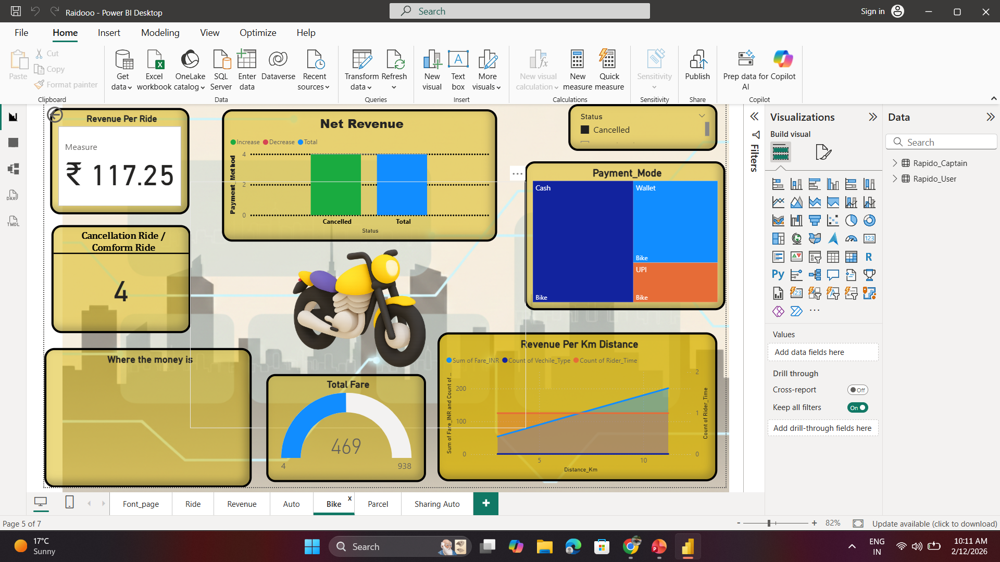 Raidooo - Power BI Desktop
Search
Sign in
File
Home
Insert
Modeling
View
Optimize
Help
Paste
Cut
Copy
Format painter
Clipboard
Get data
Excel workbook
OneLake catalog
SQL Server
Enter data
Dataverse
Recent sources
Data
Transform data
Refresh
Queries
New visual
Text box
More visuals
Insert
New visual calculation
New measure
Quick measure
Calculations
Sensitivity
Sensitivity
Publish
Share
Prep data for AI
Copilot
Copilot
Revenue Per Ride
Measure
₹ 117.25
Net Revenue
Increase
Decrease
Total
Payment_Method
4
2
0
Cancelled
Total
Status
Status
Cancelled
Payment_Mode
Cash
Bike
Wallet
Bike
UPI
Bike
Cancellation Ride /
Comform Ride
4
Where the money is
Total Fare
469
4
938
Revenue Per Km Distance
Sum of Fare_INR
Count of Vechile_Type
Count of Rider_Time
Sum of Fare_INR and Count of ...
200
100
0
5
10
Distance_Km
2
1
0
Count of Rider_Time
Filters
Visualizations
Build visual
Values
Add data fields here
Drill through
Cross-report
Off
Keep all filters
On
Add drill-through fields here
Data
Search
Rapido_Captain
Rapido_User
DAX
TMDL
123
R
Py
123
Font_page
Ride
Revenue
Auto
Bike
x
Parcel
Sharing Auto
+
Page 5 of 7
-
+
82%
Update available (click to download)
17°C
Sunny
Search
ENG
IN
10:11 AM
2/12/2026